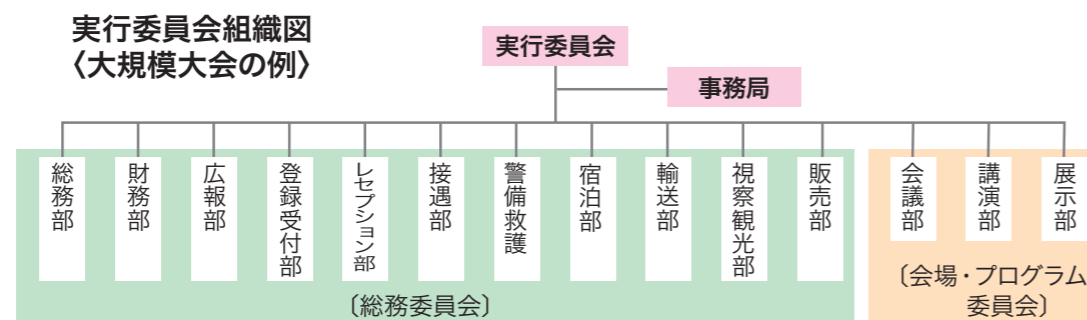 実行委員会組織図
〈大規模大会の例〉
実行委員会
事務局
総務部
財務部
広報部
登録受付部
レセプション部
接遇部
警備救護
宿泊部
輸送部
視察観光部
販売部
会議部
講演部
展示部
〔総務委員会〕
〔会場・プログラム
委員会〕